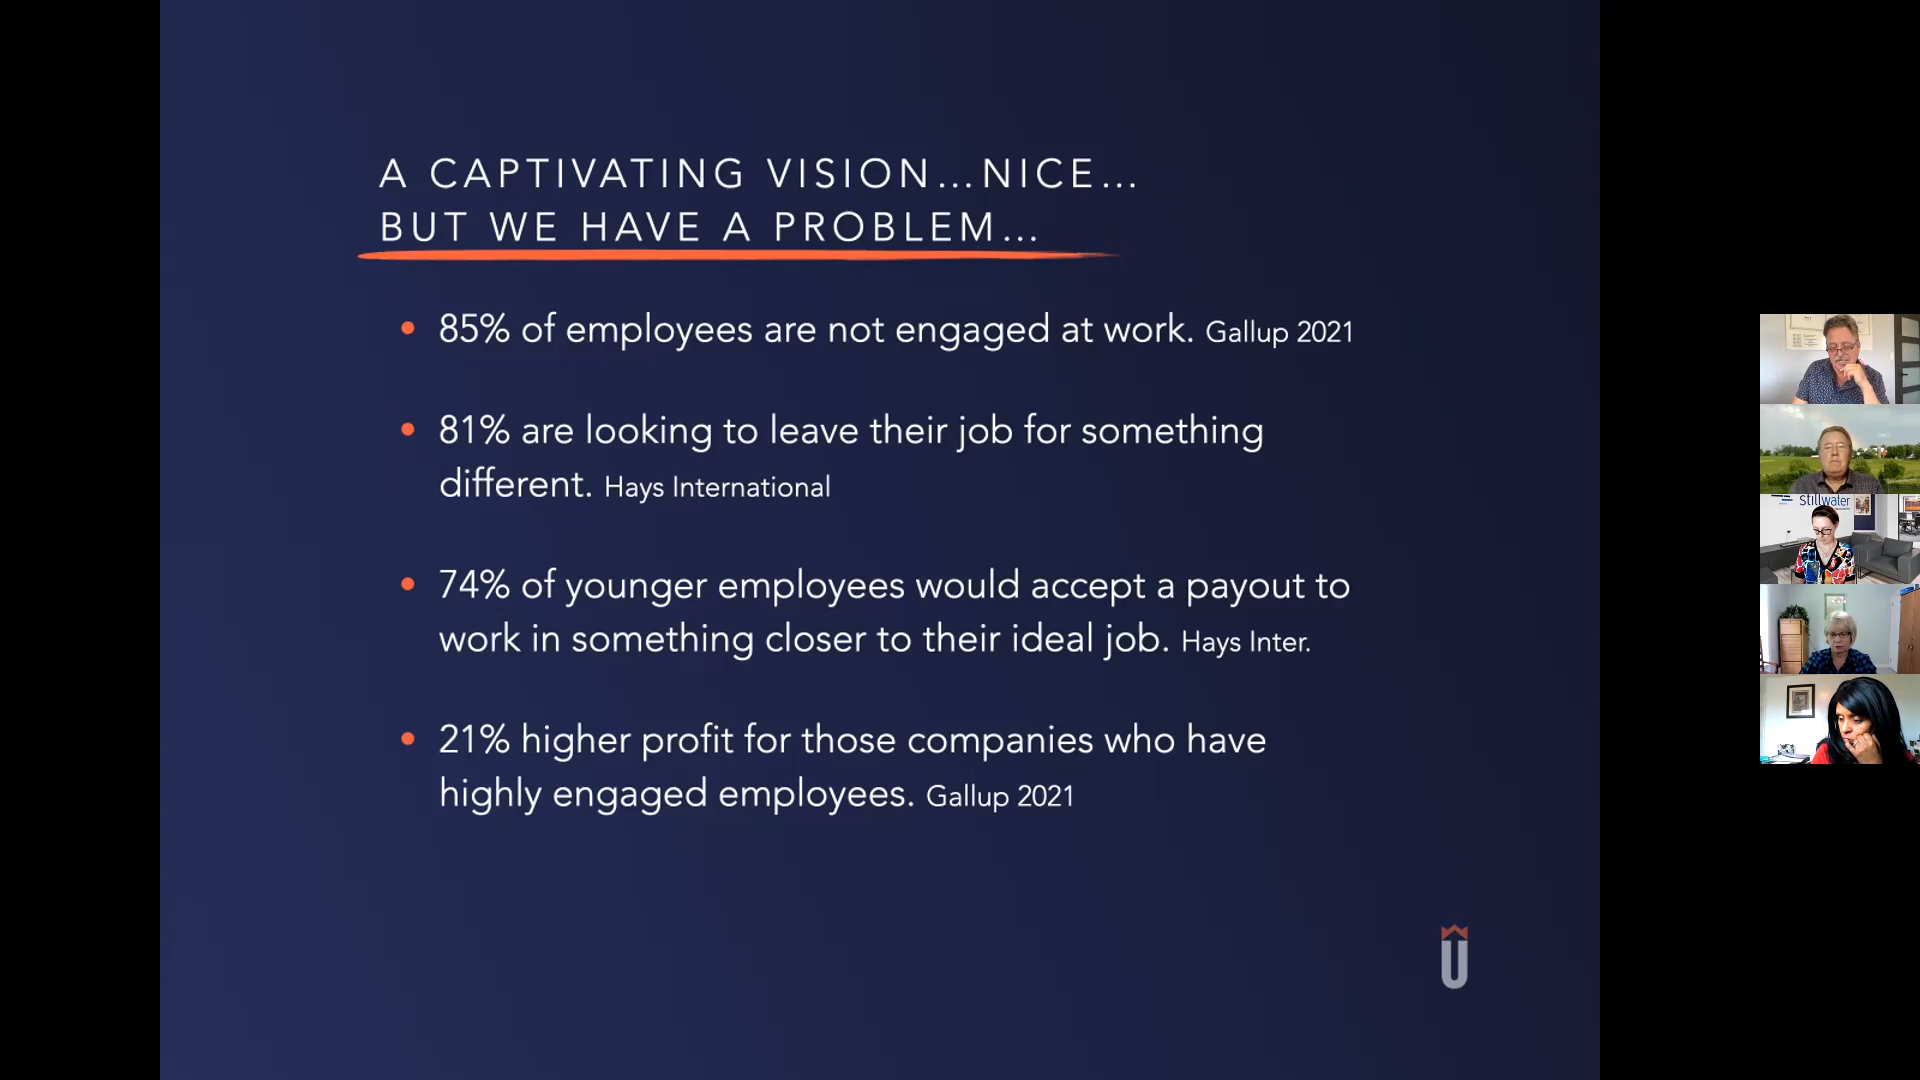 A CAPTIVATING VISION...NICE...
BUT WE HAVE A PROBLEM...
• 85% of employees are not engaged at work. Gallup 2021
• 81% are looking to leave their job for something
different. Hays International
• 74% of younger employees would accept a payout to
work in something closer to their ideal job. Hays Inter.
• 21% higher profit for those companies who have
highly engaged employees. Gallup 2021
U
stillwater